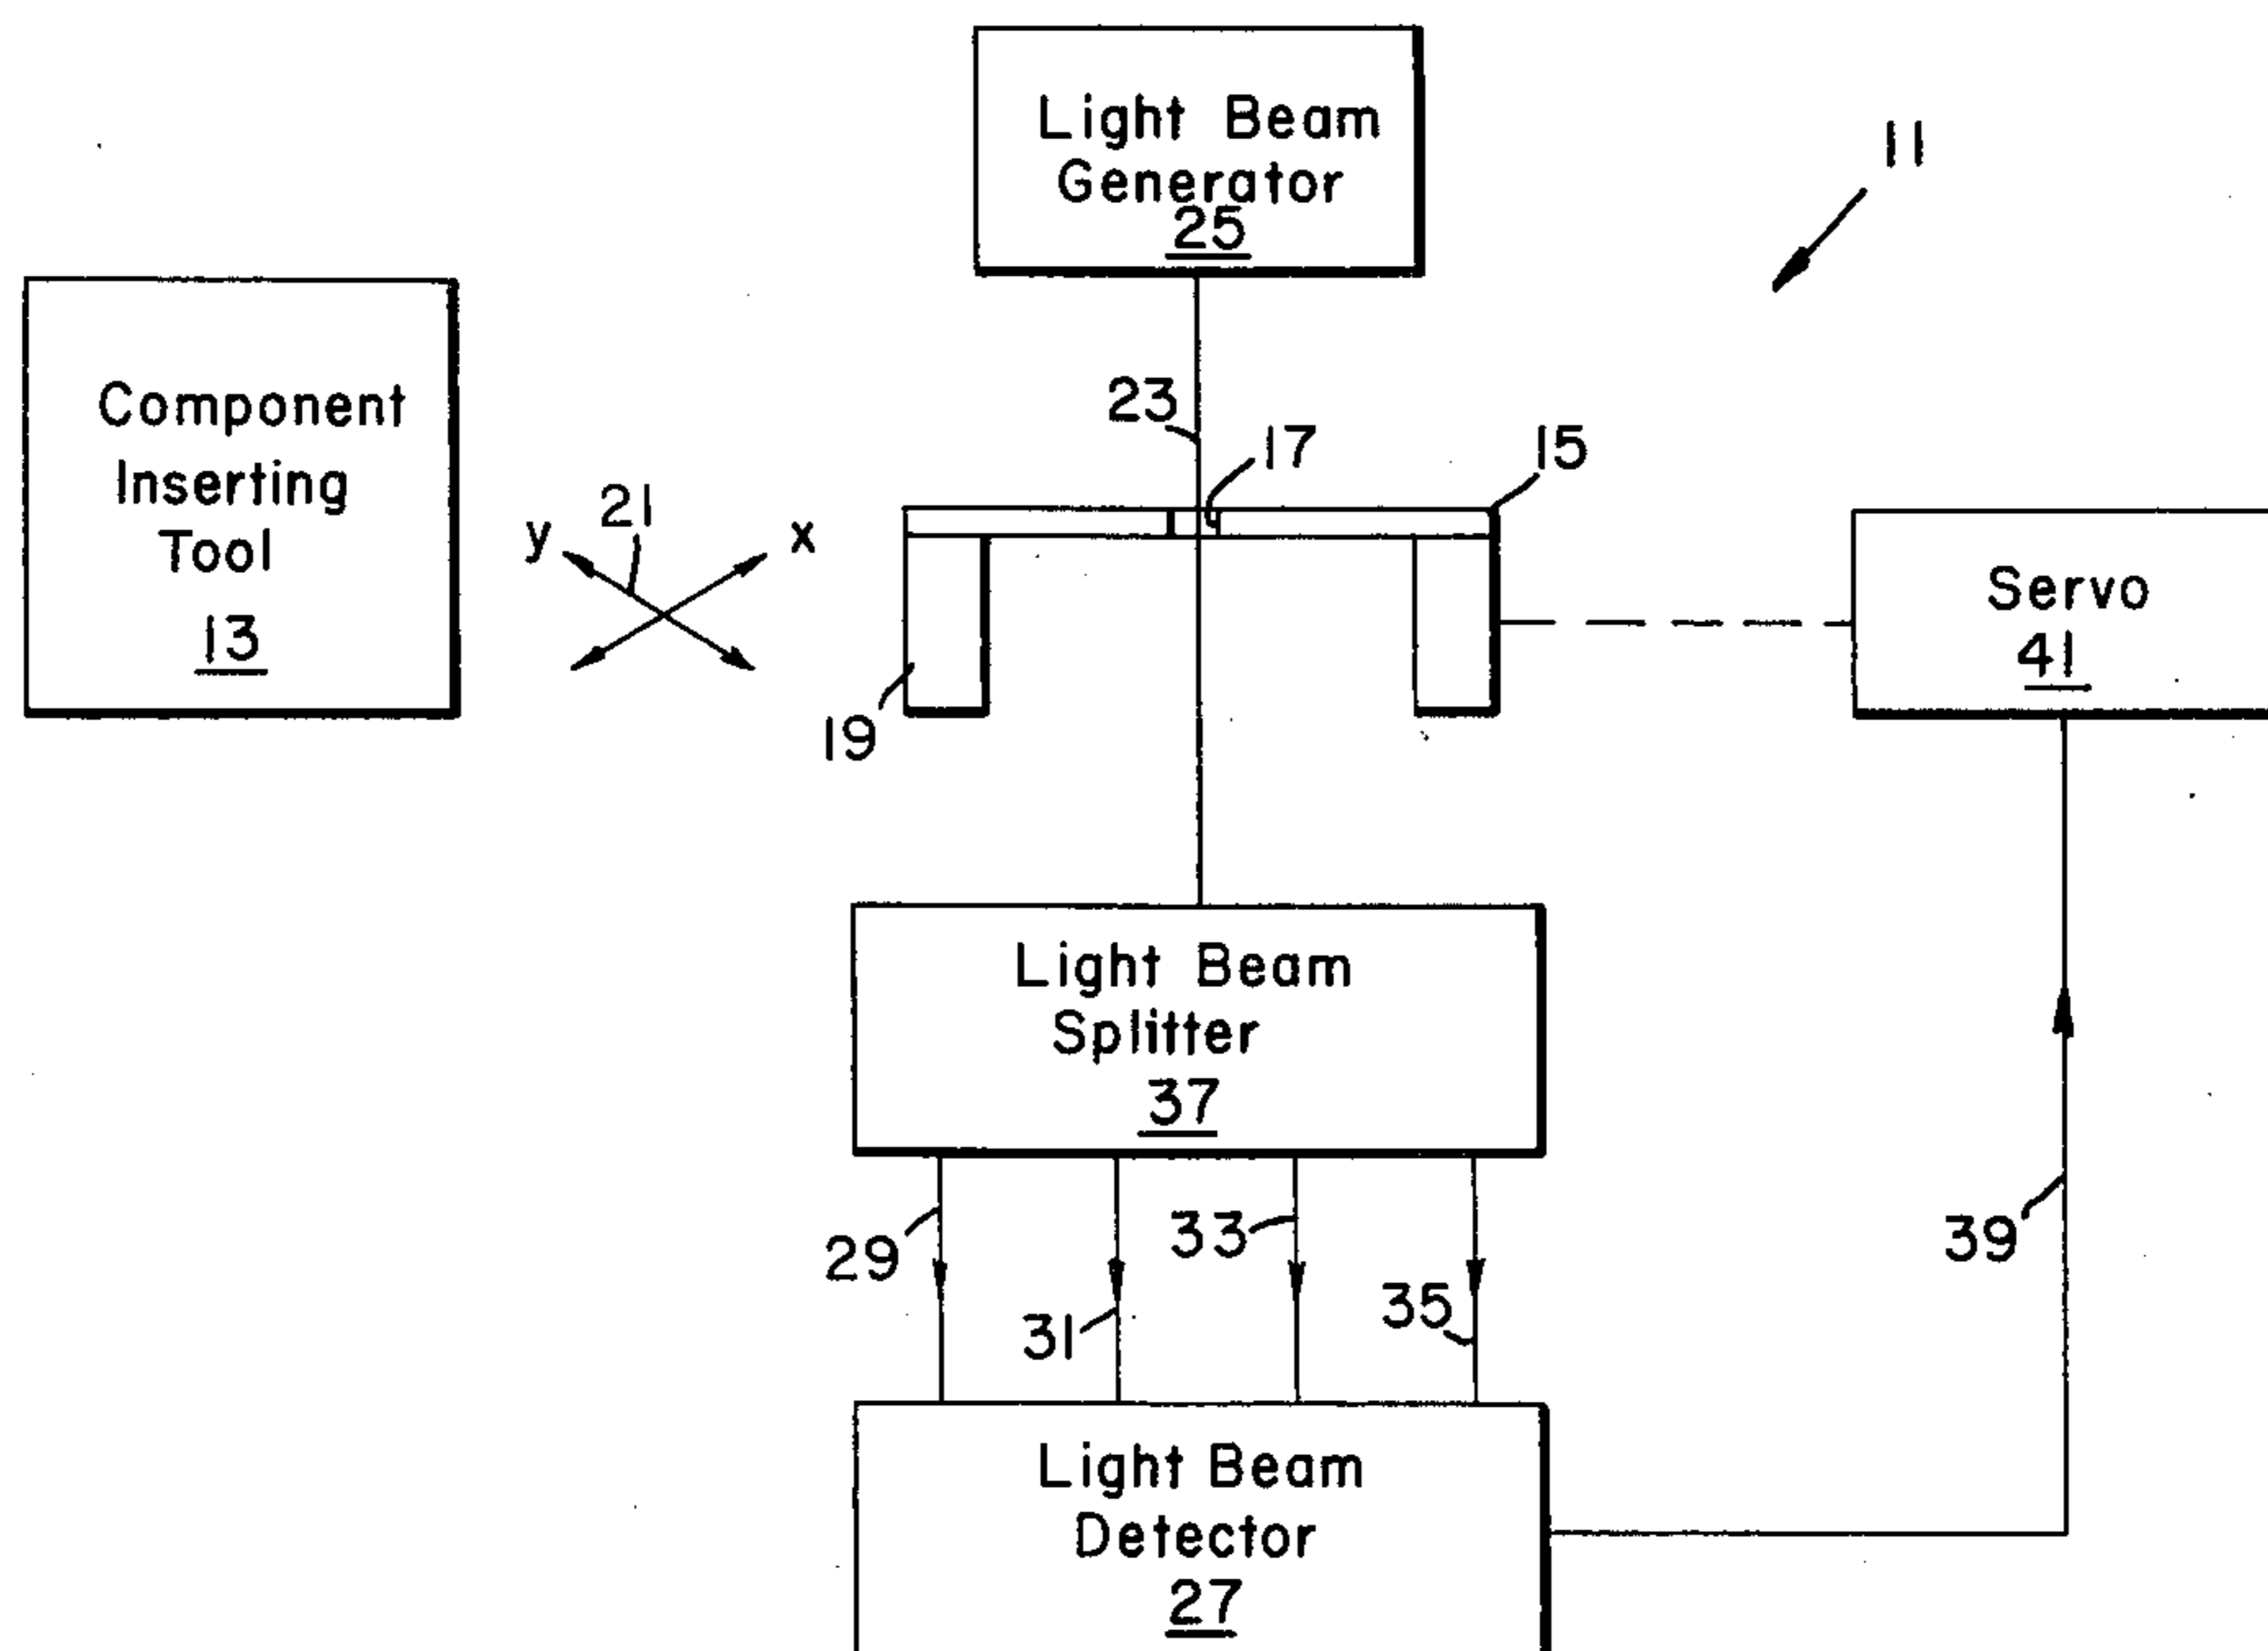 Light Beam
Generator
25
11
Component
Inserting
Tool
13
23
17
15
y
21
x
19
Servo
41
Light Beam
Splitter
37
29
31
33
35
39
Light Beam
Detector
27